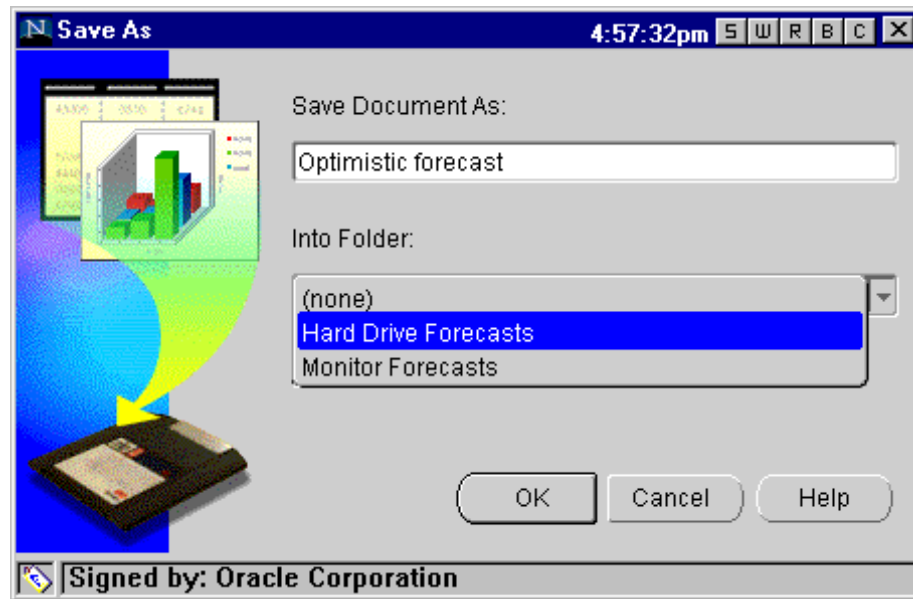 N Save As 4:57:32pm S W R B C X
Save Document As:
Optimistic forecast
Into Folder:
(none)
Hard Drive Forecasts
Monitor Forecasts
OK Cancel Help
Signed by: Oracle Corporation